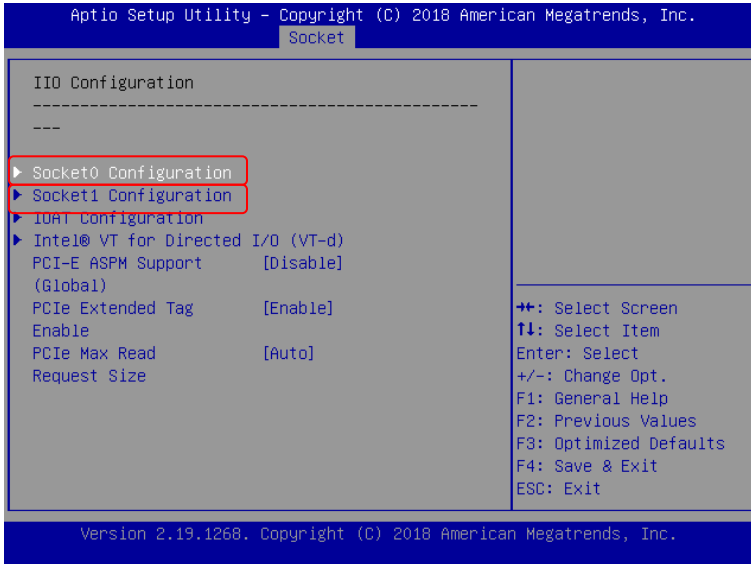 Aptio Setup Utility – Copyright (C) 2018 American Megatrends, Inc.
Socket
IIO Configuration
------------------------------------------------
---
Socket0 Configuration
Socket1 Configuration
IOAT Configuration
Intel® VT for Directed I/O (VT-d)
PCI-E ASPM Support [Disable]
(Global)
PCIe Extended Tag [Enable]
Enable
PCIe Max Read [Auto]
Request Size
→←: Select Screen
↑↓: Select Item
Enter: Select
+/-: Change Opt.
F1: General Help
F2: Previous Values
F3: Optimized Defaults
F4: Save & Exit
ESC: Exit
Version 2.19.1268. Copyright (C) 2018 American Megatrends, Inc.